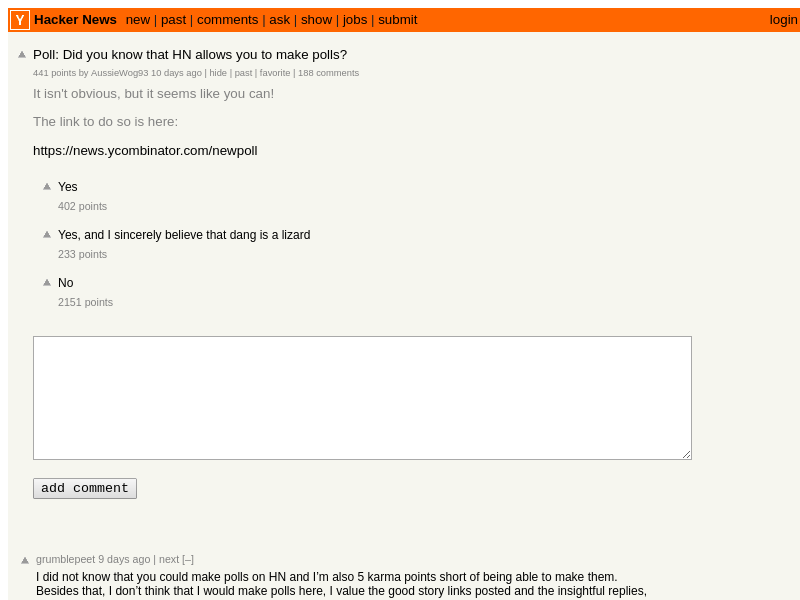 Y Hacker News new | past | comments | ask | show | jobs | submit login
Poll: Did you know that HN allows you to make polls?
441 points by AussieWog93 10 days ago | hide | past | favorite | 188 comments
It isn't obvious, but it seems like you can!
The link to do so is here:
https://news.ycombinator.com/newpoll
Yes
402 points
Yes, and I sincerely believe that dang is a lizard
233 points
No
2151 points
add comment
grumblepeet 9 days ago | next [–]
I did not know that you could make polls on HN and I’m also 5 karma points short of being able to make them.
Besides that, I don’t think that I would make polls here, I value the good story links posted and the insightful replies,